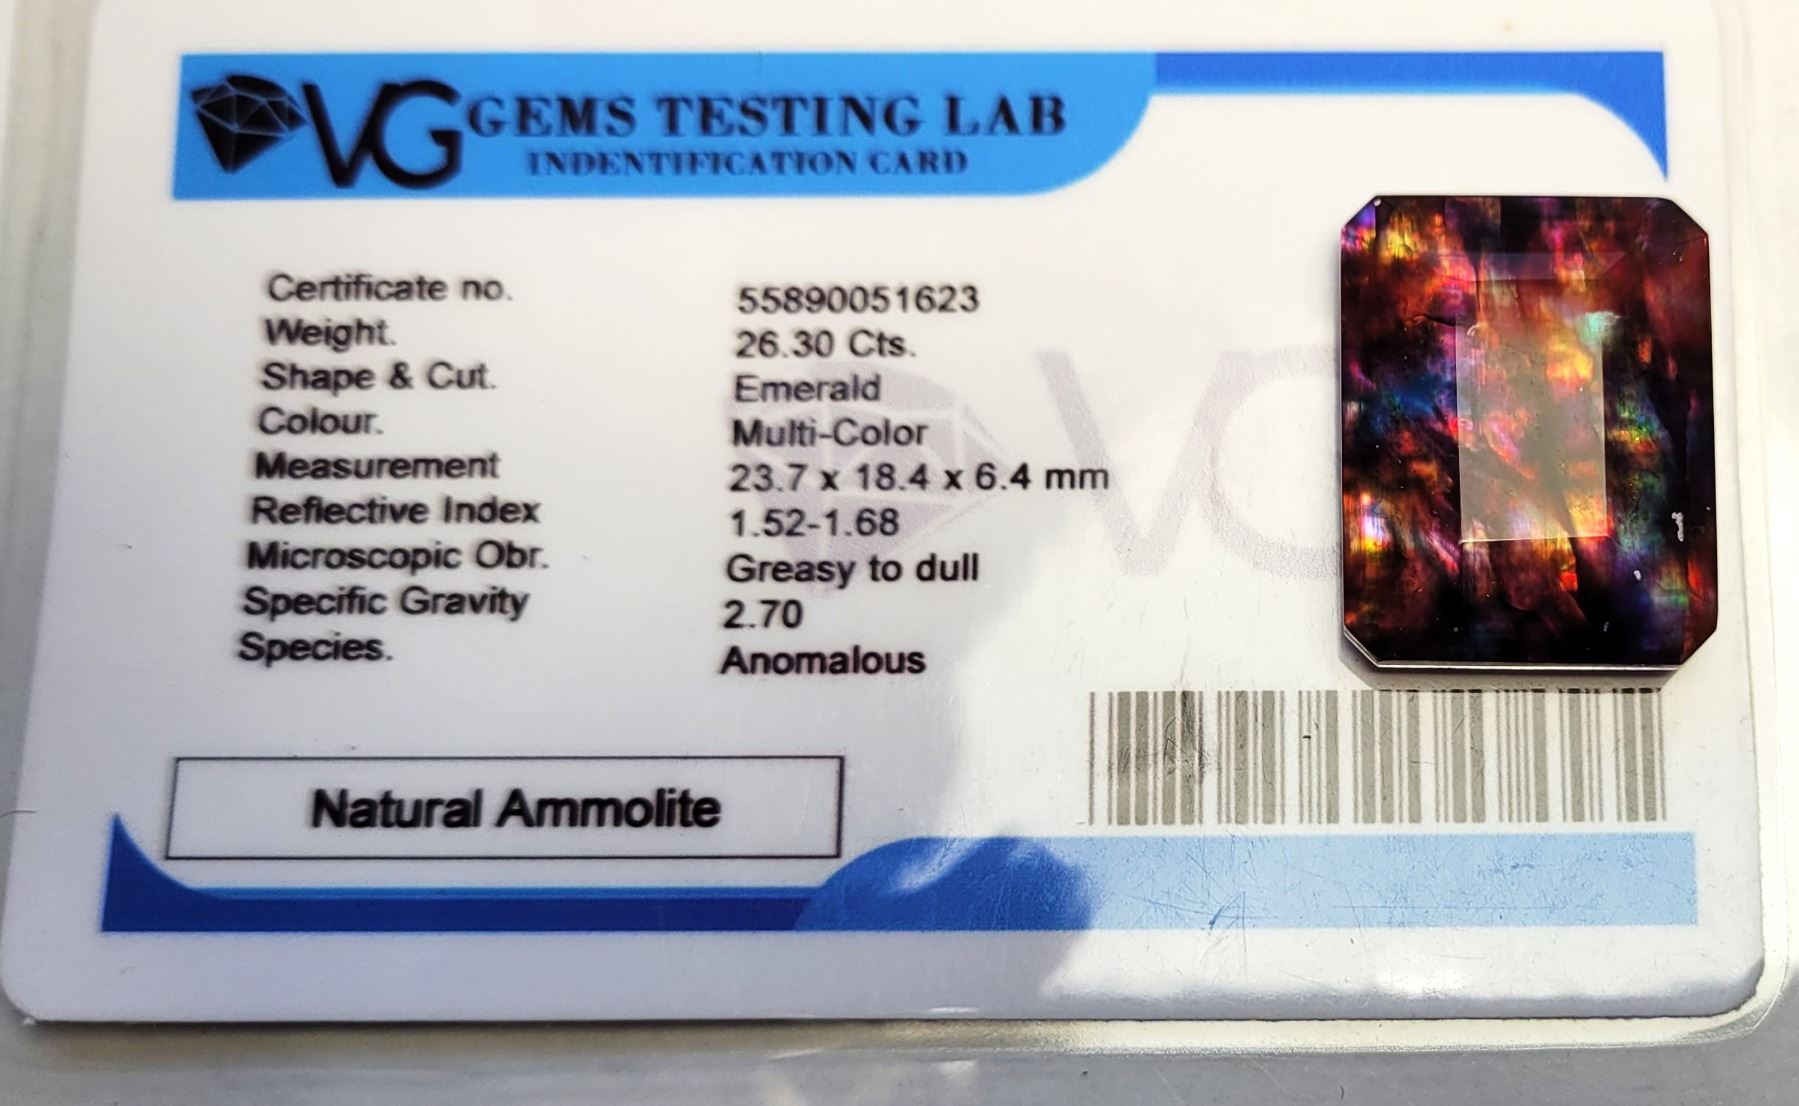 VG GEMS TESTING LAB
INDENTIFICATION CARD
Certificate no. 55890051623
Weight. 26.30 Cts.
Shape & Cut. Emerald
Colour. Multi-Color
Measurement 23.7 x 18.4 x 6.4 mm
Reflective Index 1.52-1.68
Microscopic Obr. Greasy to dull
Specific Gravity 2.70
Species. Anomalous
VG
Natural Ammolite